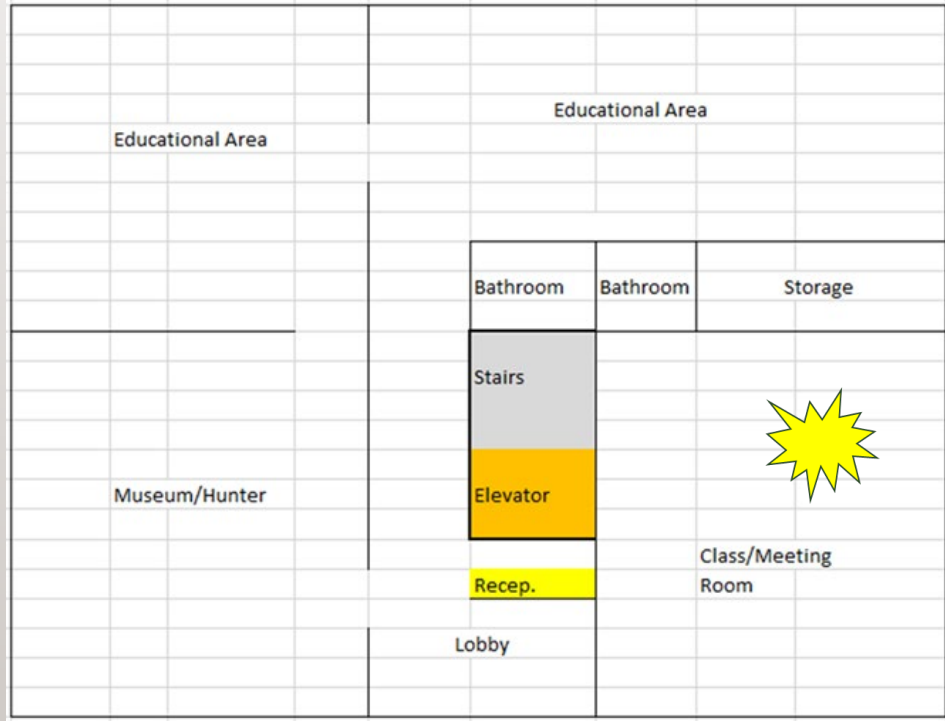 Educational Area
Educational Area
Bathroom
Bathroom
Storage
Stairs
Museum/Hunter
Elevator
Class/Meeting
Room
Recep.
Lobby